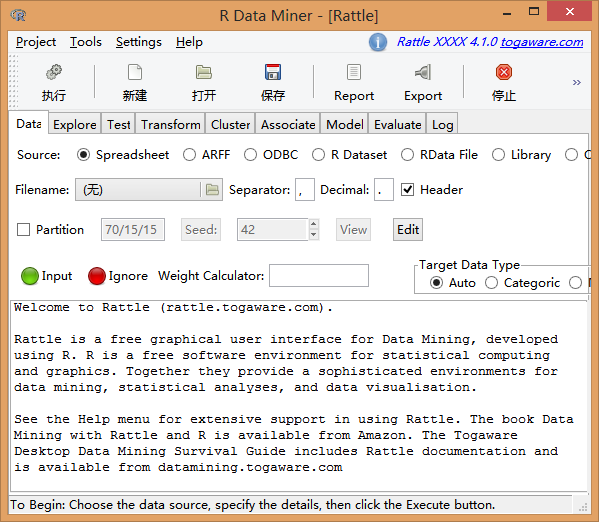 R Data Miner - [Rattle]
Project Tools Settings Help Rattle XXXX 4.1.0 togaware.com
执行 新建 打开 保存 Report Export 停止 »
Data Explore Test Transform Cluster Associate Model Evaluate Log
Source: Spreadsheet ARFF ODBC R Dataset RData File Library
Filename: (无) Separator: , Decimal: . Header
Partition 70/15/15 Seed: 42 View Edit
Target Data Type
Input Ignore Weight Calculator: Auto Categoric
Welcome to Rattle (rattle.togaware.com).
Rattle is a free graphical user interface for Data Mining, developed
using R. R is a free software environment for statistical computing
and graphics. Together they provide a sophisticated environments for
data mining, statistical analyses, and data visualisation.
See the Help menu for extensive support in using Rattle. The book Data
Mining with Rattle and R is available from Amazon. The Togaware
Desktop Data Mining Survival Guide includes Rattle documentation and
is available from datamining.togaware.com
To Begin: Choose the data source, specify the details, then click the Execute button.